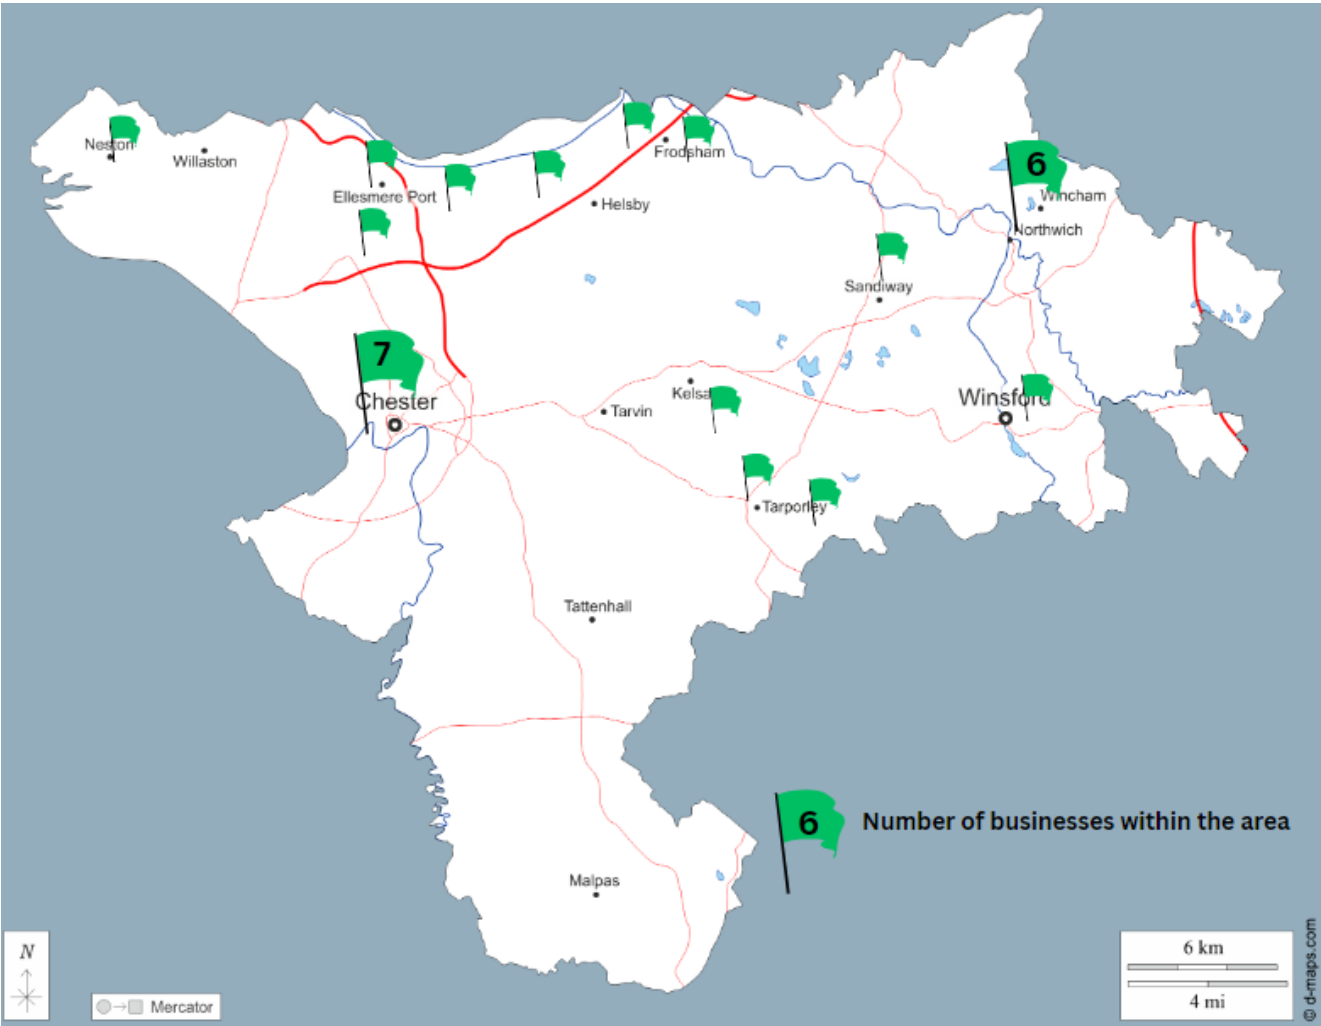 Neston
Willaston
Ellesmere Port
Frodsham
Helsby
6
Wincham
Northwich
Sandiway
7
Chester
Kelsa
Tarvin
Winsford
Tarporley
Tattenhall
6
Number of businesses within the area
Malpas
N
Mercator
6 km
4 mi
© d-maps.com